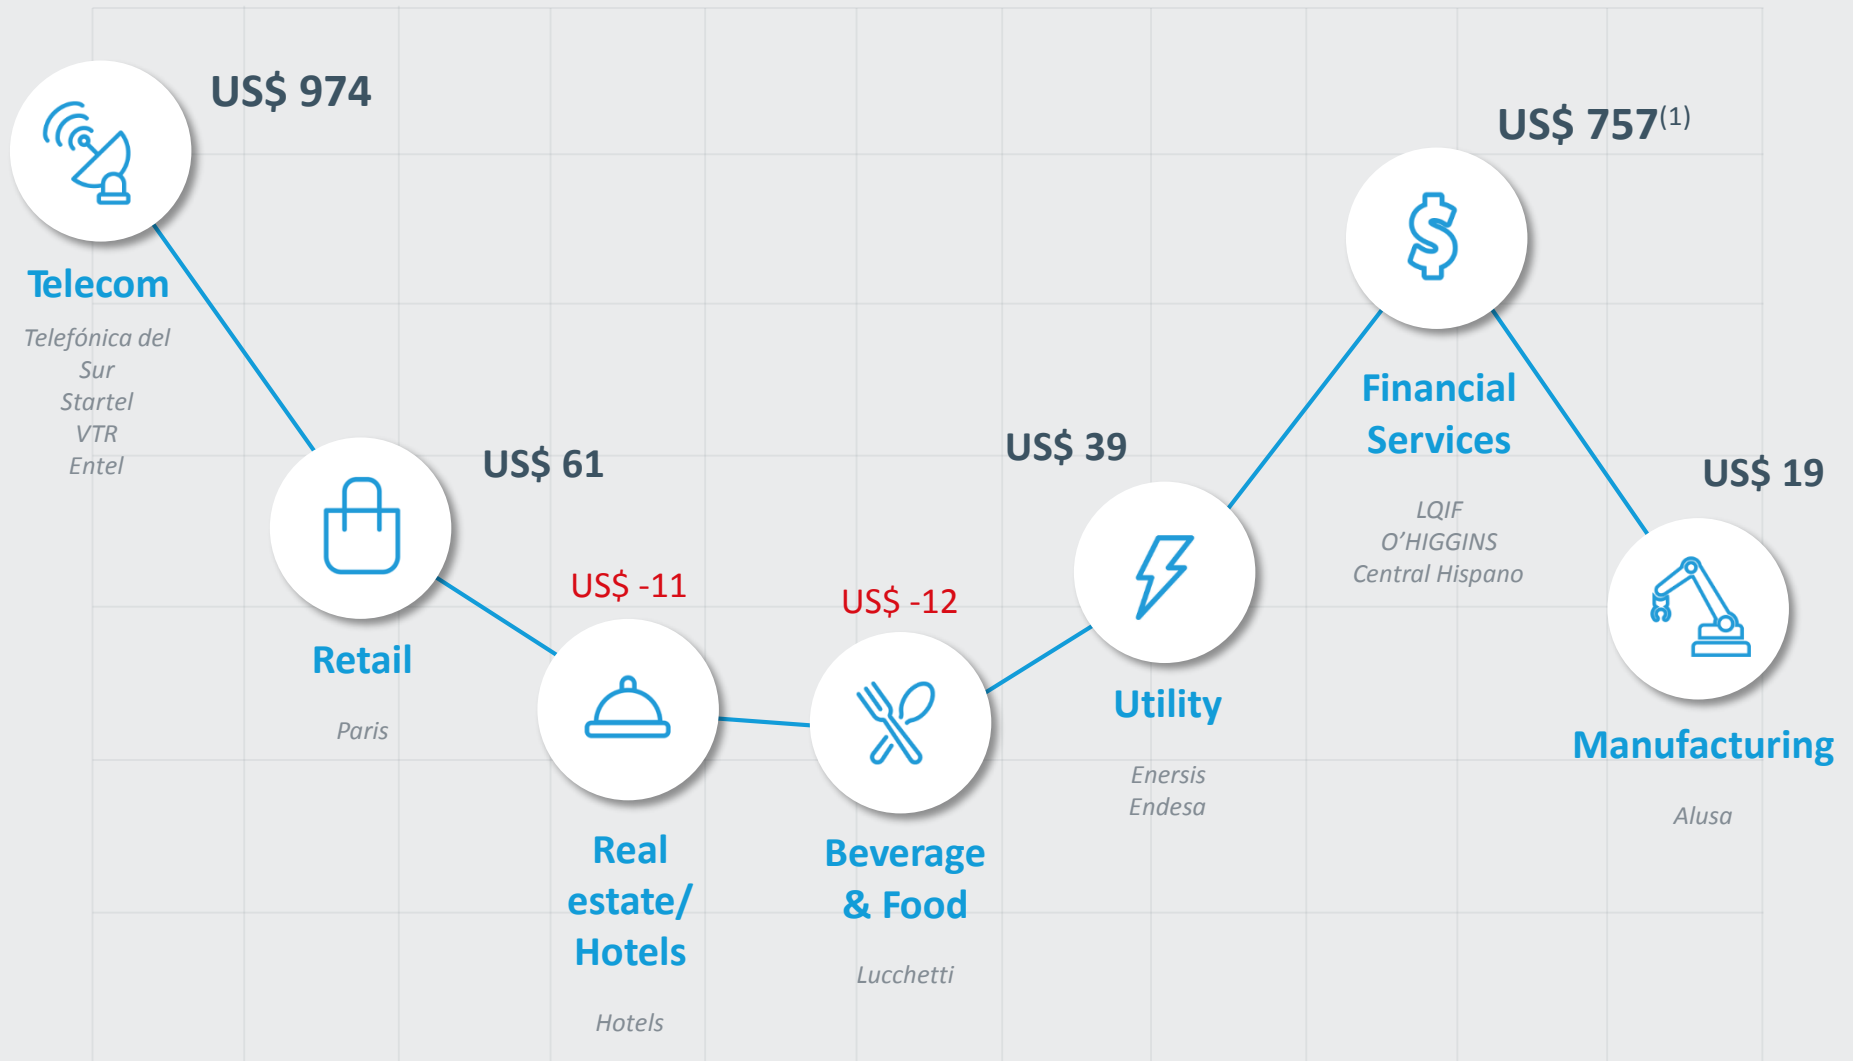 US$ 974
Telecom
Telefónica del
Sur
Startel
VTR
Entel
US$ 61
Retail
Paris
US$ -11
Real
estate/
Hotels
Hotels
US$ -12
Beverage
& Food
Lucchetti
US$ 39
Utility
Enersis
Endesa
US$ 757(1)
Financial
Services
LQIF
O'HIGGINS
Central Hispano
US$ 19
Manufacturing
Alusa